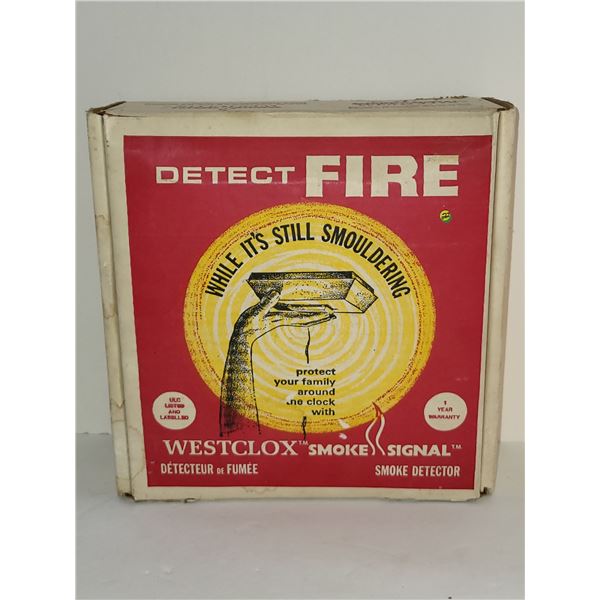 DETECT FIRE
WHILE IT'S STILL SMOULDERING
protect
your family
around
the clock
with
ULC
LISTED
AND
LABELLED
1
YEAR
WARRANTY
WESTCLOX™ SMOKE SIGNAL T.M.
DÉTECTEUR DE FUMÉE
SMOKE DETECTOR